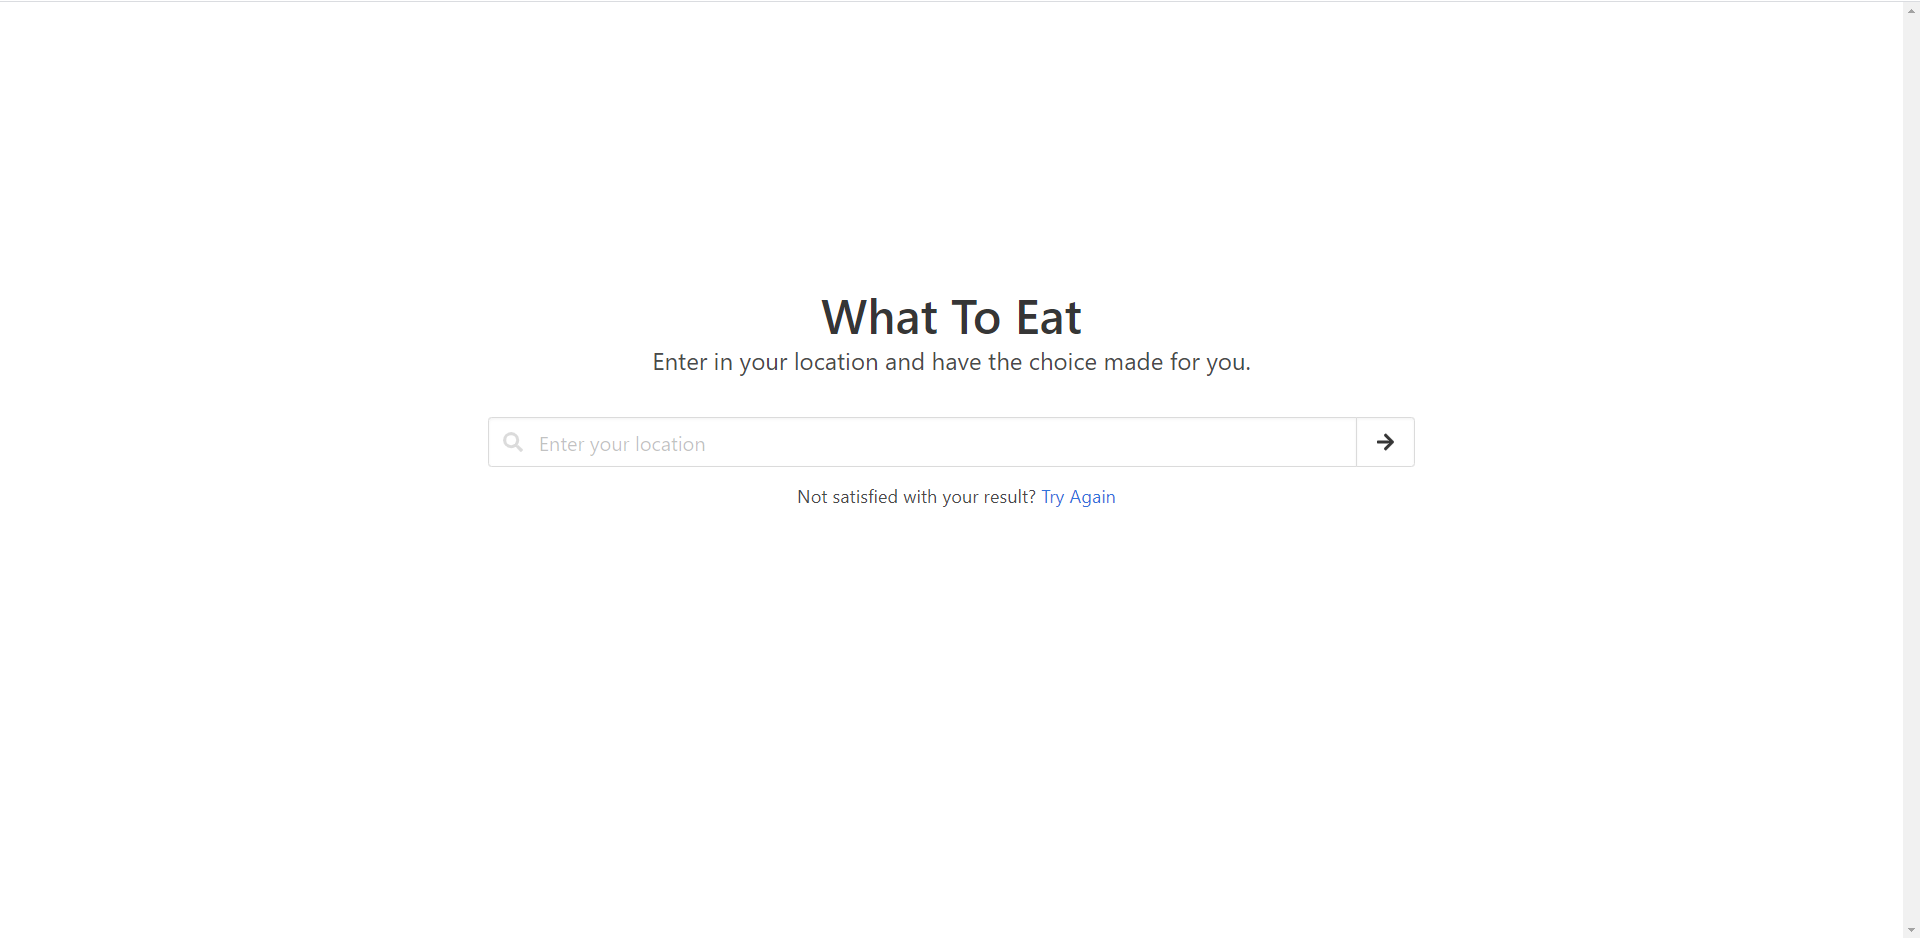 What To Eat
Enter in your location and have the choice made for you.
Enter your location
Not satisfied with your result? Try Again